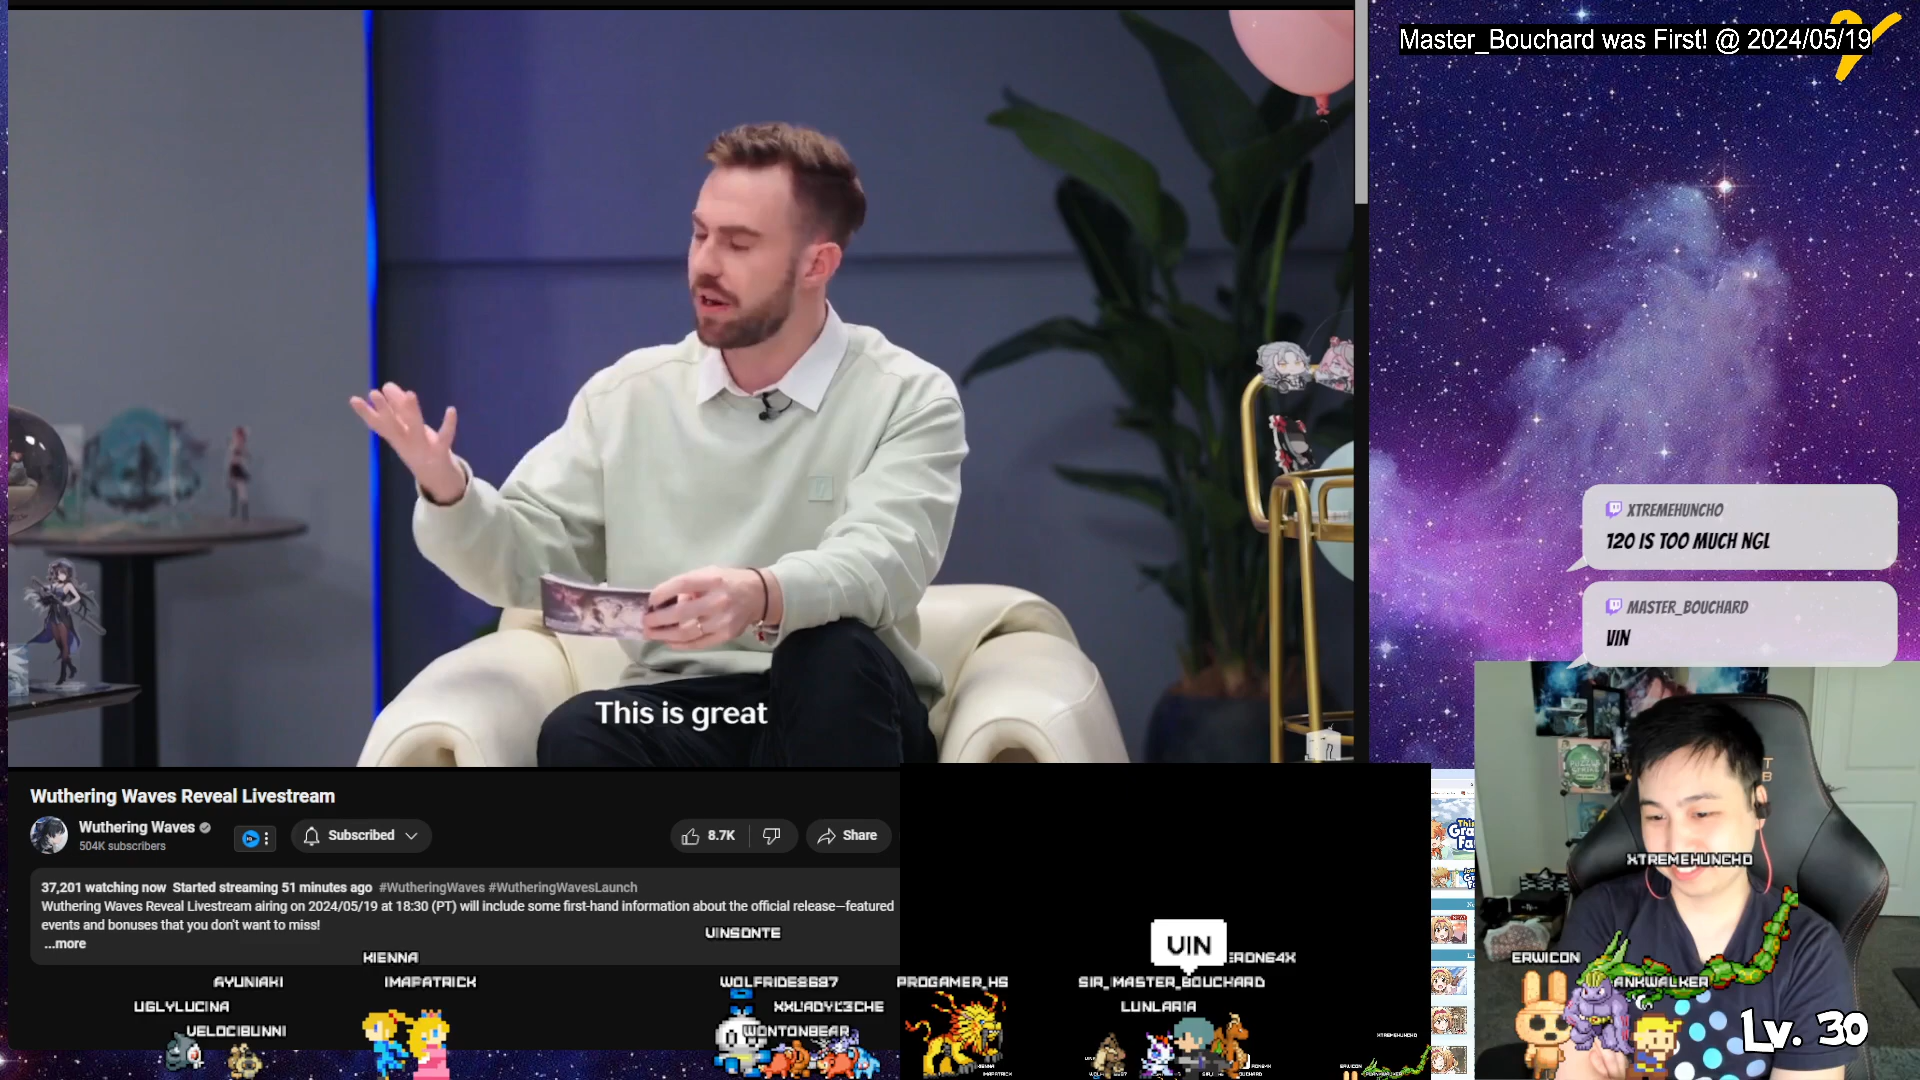 Master_Bouchard was First! @ 2024/05/19
XTREMEHUNCHO
120 IS TOO MUCH NGL
MASTER_BOUCHARD
VIN
This is great
Wuthering Waves Reveal Livestream
Wuthering Waves
504K subscribers
Subscribed
8.7K
Share
37,201 watching now Started streaming 51 minutes ago #WutheringWaves #WutheringWavesLaunch
Wuthering Waves Reveal Livestream airing on 2024/05/19 at 18:30 (PT) will include some first-hand information about the official release—featured
events and bonuses that you don't want to miss!
...more
XTREMEHUNCHO
VINSONTE
VIN
KIENNA
ERON64X
ERWICON
AYUNIAKI
IMAPATRICK
WOLFRIDE8687
PROGAMER_HS
SIR_MASTER_BOUCHARD
ANKWALKER
UGLYLUCINA
XXLADYL3CHE
LUNLARIA
VELOCIBUNNI
WONTONBEAR
Lv. 30
XTREMEHUNCHO